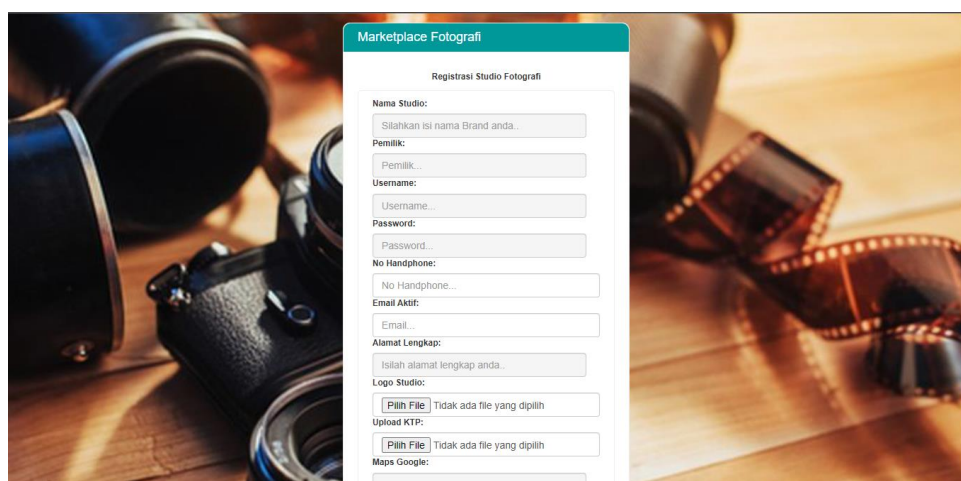 Marketplace Fotografi
Registrasi Studio Fotografi
Nama Studio:
Silahkan isi nama Brand anda..
Pemilik:
Pemilik...
Username:
Username...
Password:
Password...
No Handphone:
No Handphone...
Email Aktif:
Email...
Alamat Lengkap:
Isilah alamat lengkap anda..
Logo Studio:
Pilih File Tidak ada file yang dipilih
Upload KTP:
Pilih File Tidak ada file yang dipilih
Maps Google: